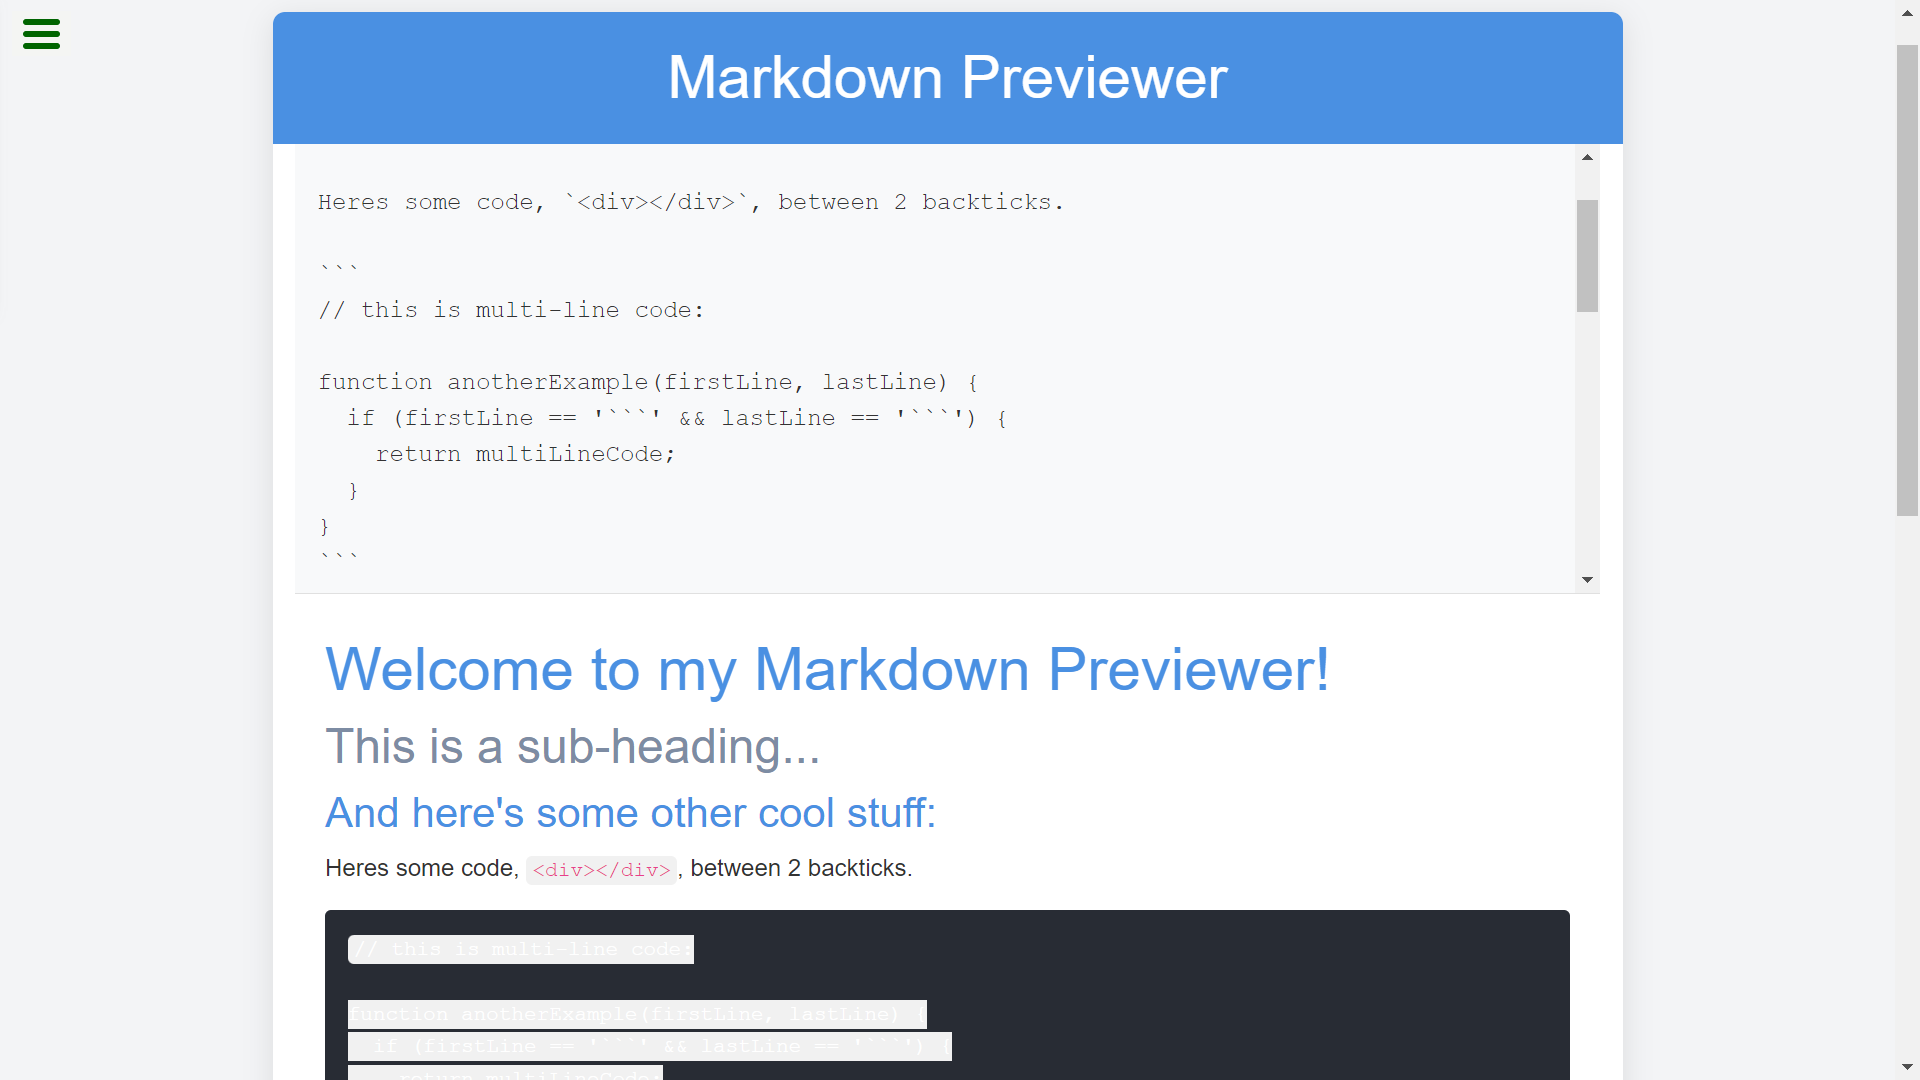 Markdown Previewer
Heres some code, `<div></div>`, between 2 backticks.
```
// this is multi-line code:
function anotherExample(firstLine, lastLine) {
  if (firstLine == '```' && lastLine == '```') {
    return multiLineCode;
  }
}
```
Welcome to my Markdown Previewer!
This is a sub-heading...
And here's some other cool stuff:
Heres some code, <div></div>, between 2 backticks.
// this is multi-line code:
function anotherExample(firstLine, lastLine) {
  if (firstLine == '```' && lastLine == '```') {
    return multiLineCode;